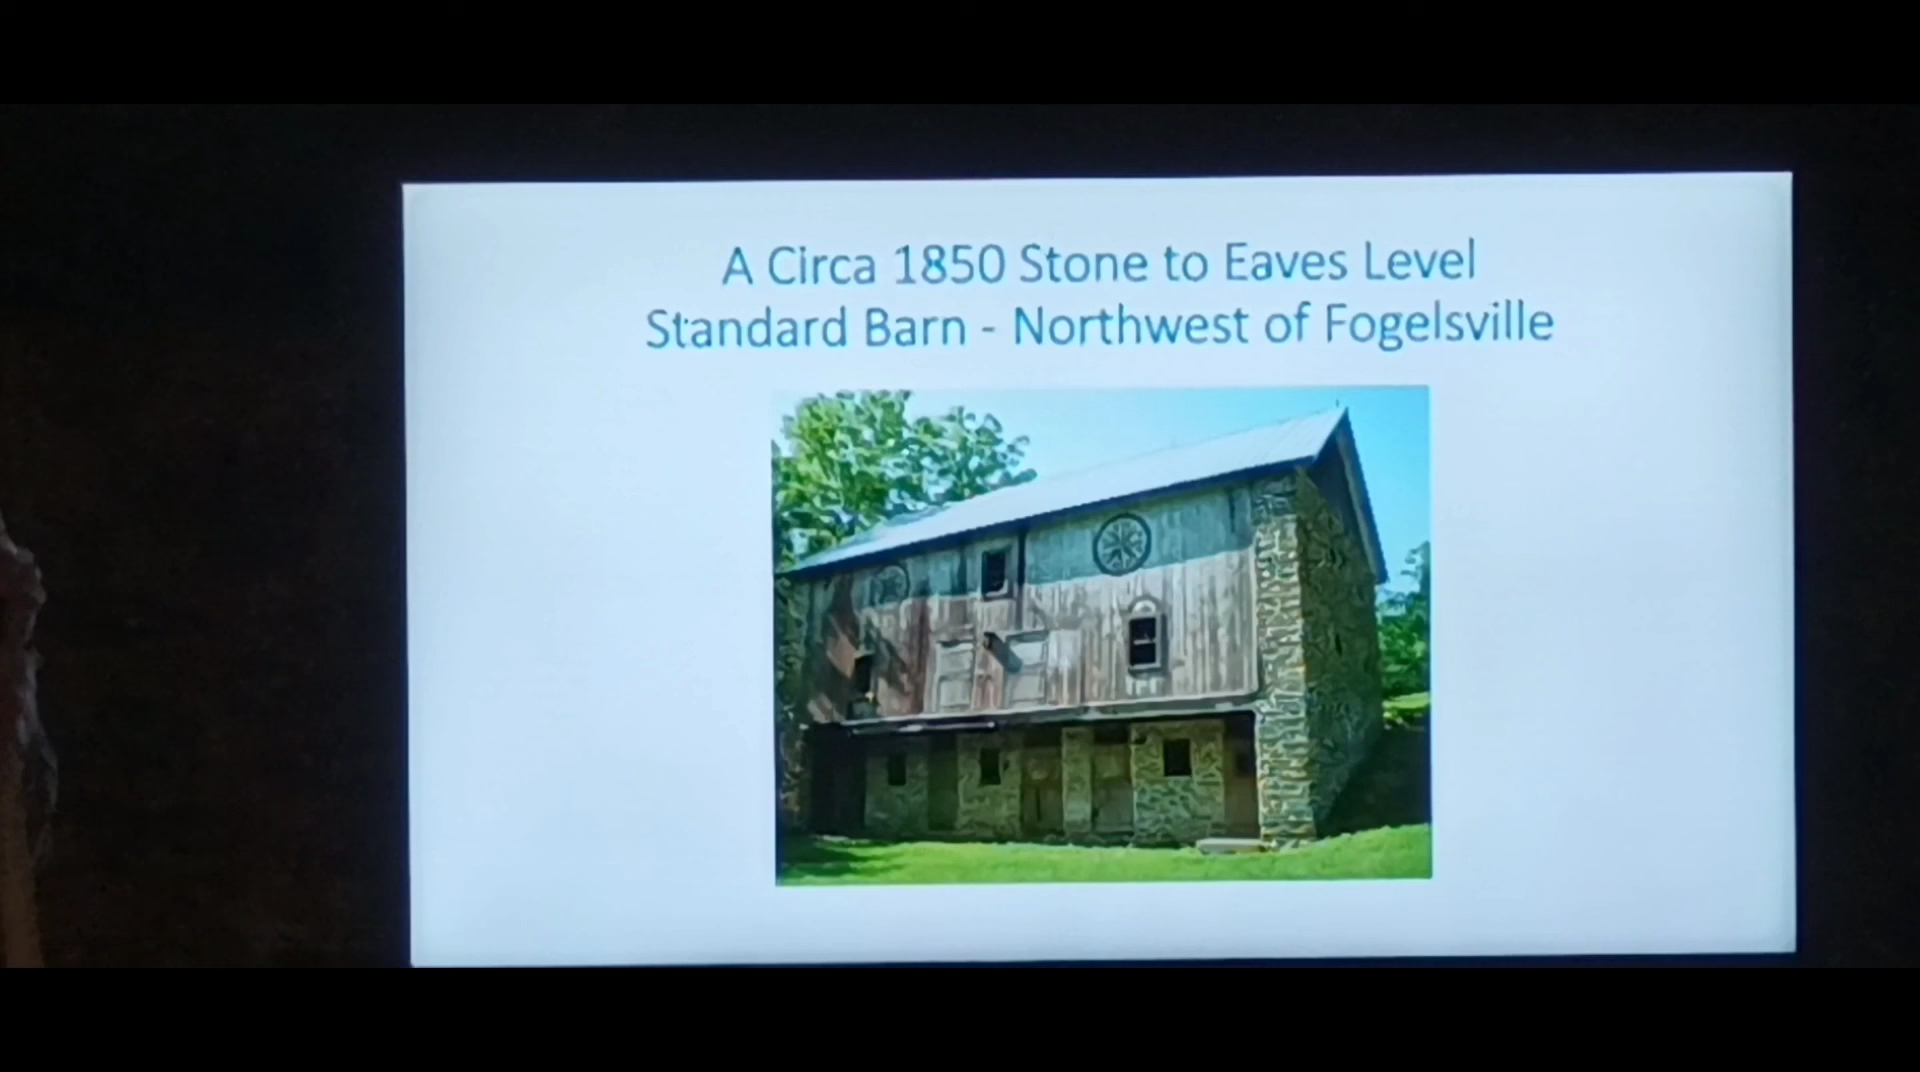 A Circa 1850 Stone to Eaves Level
Standard Barn - Northwest of Fogelsville